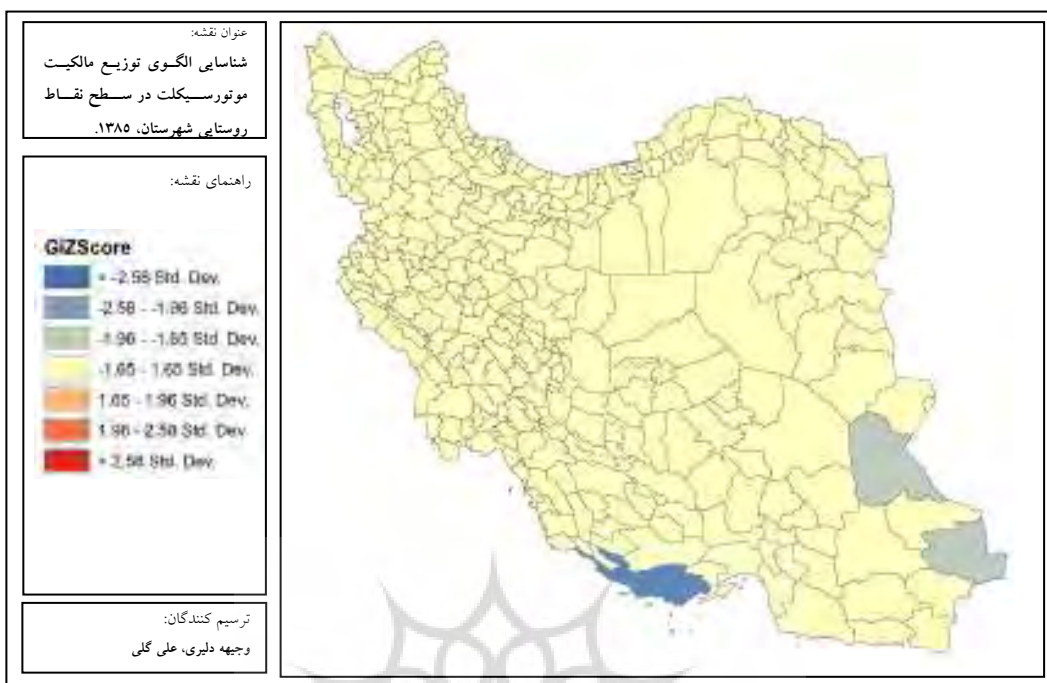 عنوان نقشه:
شناسایی الگوی توزیع مالکیت
موتورسیکلت در سطح نقاط
روستایی شهرستان، ۱۳۸۵.
راهنمای نقشه:
GiZScore
< -2.58 Std. Dev.
-2.58 - -1.96 Std. Dev.
-1.96 - -1.65 Std. Dev.
-1.65 - 1.65 Std. Dev.
1.65 - 1.96 Std. Dev.
1.96 - 2.58 Std. Dev.
> 2.58 Std. Dev.
ترسیم کنندگان:
وجیهه دلیری، علی گلی